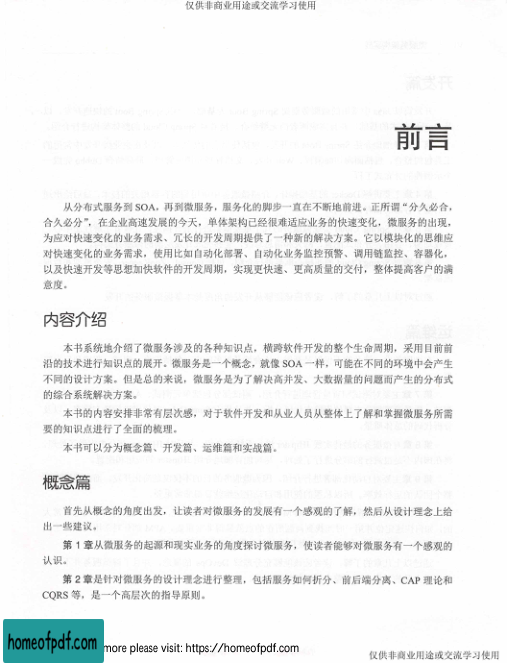 仅供非商业用途或交流学习使用
前言
从分布式服务到 SOA，再到微服务，服务化的脚步一直在不断地前进。正所谓“分久必合，
合久必分”，在企业高速发展的今天，单体架构已经很难适应业务的快速变化，微服务的出现，
为应对快速变化的业务需求、冗长的开发周期提供了一种新的解决方案。它以模块化的思维应
对快速变化的业务需求，使用比如自动化部署、自动化业务监控预警、调用链监控、容器化，
以及快速开发等思想加快软件的开发周期，实现更快速、更高质量的交付，整体提高客户的满
意度。
内容介绍
本书系统地介绍了微服务涉及的各种知识点，横跨软件开发的整个生命周期，采用目前前
沿的技术进行知识点的展开。微服务是一个概念，就像 SOA 一样，可能在不同的环境中会产生
不同的设计方案。但是总的来说，微服务是为了解决高并发、大数据量的问题而产生的分布式
的综合系统解决方案。
本书的内容安排非常有层次感，对于软件开发和从业人员从整体上了解和掌握微服务所需
要的知识点进行了全面的梳理。
本书可以分为概念篇、开发篇、运维篇和实战篇。
概念篇
首先从概念的角度出发，让读者对微服务的发展有一个感观的了解，然后从设计理念上给
出一些建议。
第 1 章从微服务的起源和现实业务的角度探讨微服务，使读者能够对微服务有一个感观的
认识。
第 2 章是针对微服务的设计理念进行整理，包括服务如何折分、前后端分离、CAP 理论和
CQRS 等，是一个高层次的指导原则。
homeofpdf.com
more please visit: https://homeofpdf.com
仅供非商业用途或交流学习使用